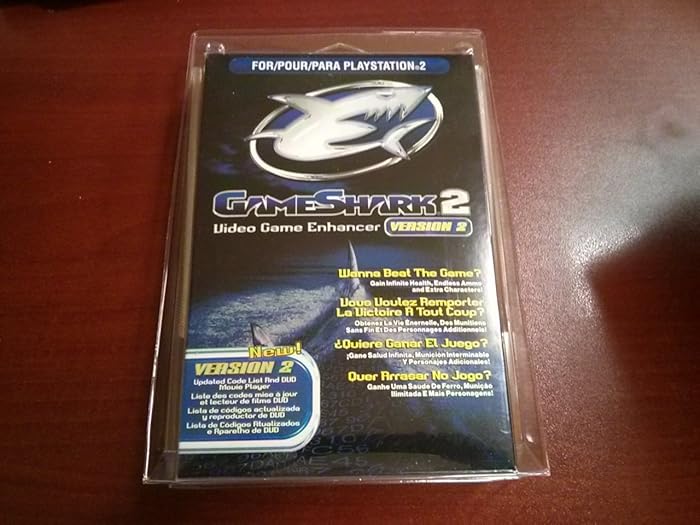 FOR/POUR/PARA PLAYSTATION®2
GAMESHARK 2
Video Game Enhancer VERSION 2
Wanna Beat The Game?
Gain Infinite Health, Endless Ammo
and Extra Characters!
Vous Voulez Remporter
La Victoire A Tout Coup?
Obtenez La Vie Énernelle, Des Munitions
Sans Fin Et Des Personnages Additionnels!
¿Quiere Ganar El Juego?
¡Gane Salud Infinita, Munición Interminable
Y Personajes Adicionales!
Quer Arrasar No Jogo?
Ganhe Uma Saúde De Ferro, Munição
Ilimitada E Mais Personagens!
New!
VERSION 2
Updated Code List And DVD
Movie Player
Liste des codes mise à jour
et lecteur de films DVD
Lista de códigos actualizada
y reproductor de DVD
Lista de Códigos Atualizados
e Aparelho de DVD